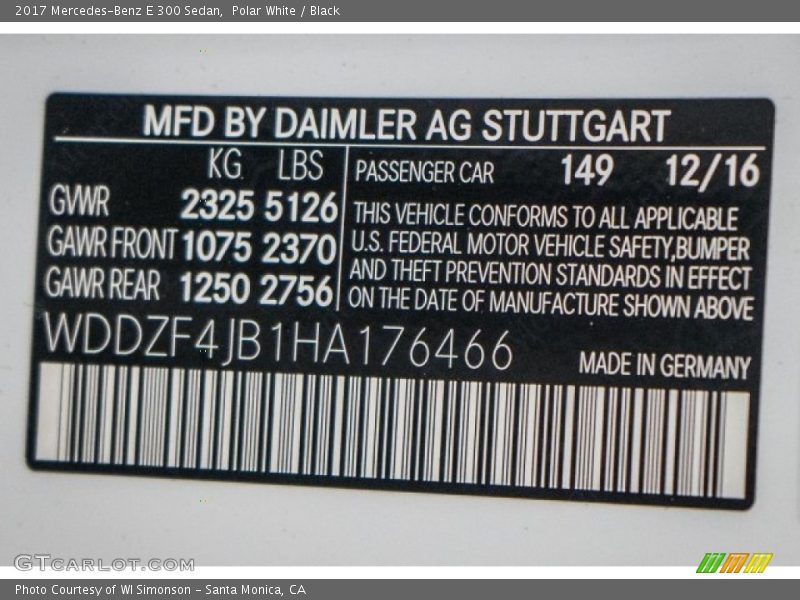 2017 Mercedes-Benz E 300 Sedan, Polar White / Black
MFD BY DAIMLER AG STUTTGART
KG LBS
GVWR 2325 5126
GAWR FRONT 1075 2370
GAWR REAR 1250 2756
PASSENGER CAR 149 12/16
THIS VEHICLE CONFORMS TO ALL APPLICABLE
U.S. FEDERAL MOTOR VEHICLE SAFETY,BUMPER
AND THEFT PREVENTION STANDARDS IN EFFECT
ON THE DATE OF MANUFACTURE SHOWN ABOVE
WDDZF4JB1HA176466
MADE IN GERMANY
GTCARLOT.COM
Photo Courtesy of WI Simonson - Santa Monica, CA